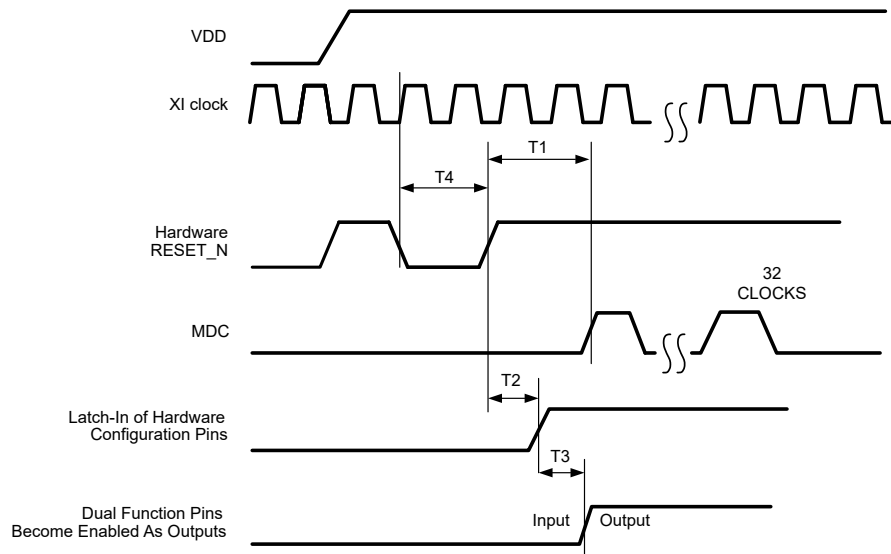 VDD
XI clock
T1
T4
Hardware
RESET_N
32
CLOCKS
MDC
T2
Latch-In of Hardware
Configuration Pins
T3
Dual Function Pins
Become Enabled As Outputs
Input
Output